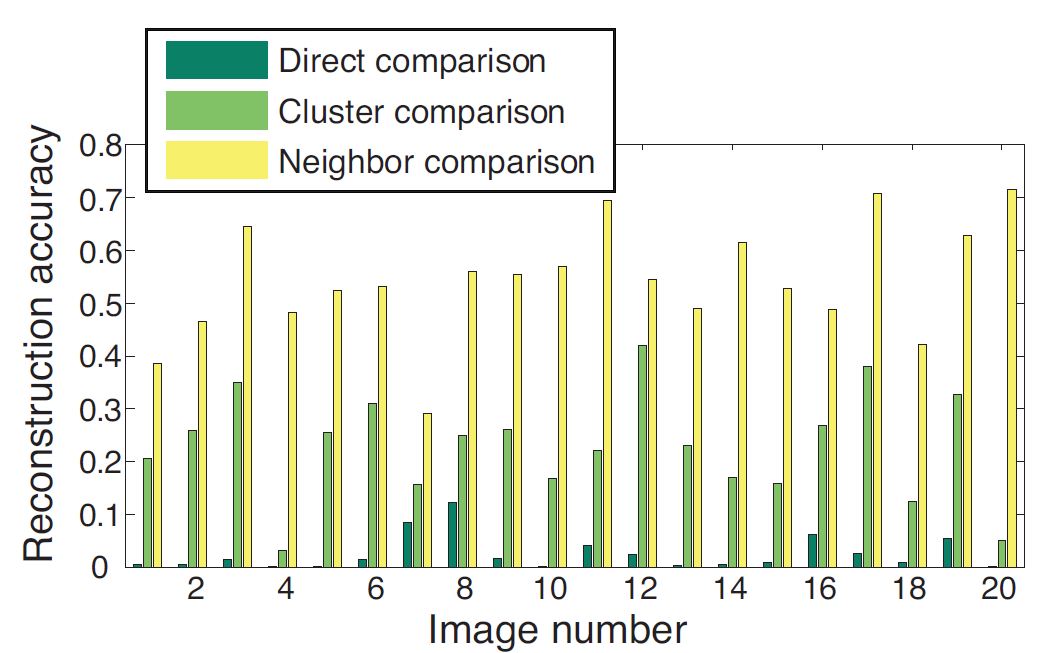 Direct comparison
Cluster comparison
Neighbor comparison
Reconstruction accuracy
0.8
0.7
0.6
0.5
0.4
0.3
0.2
0.1
0
2 4 6 8 10 12 14 16 18 20
Image number